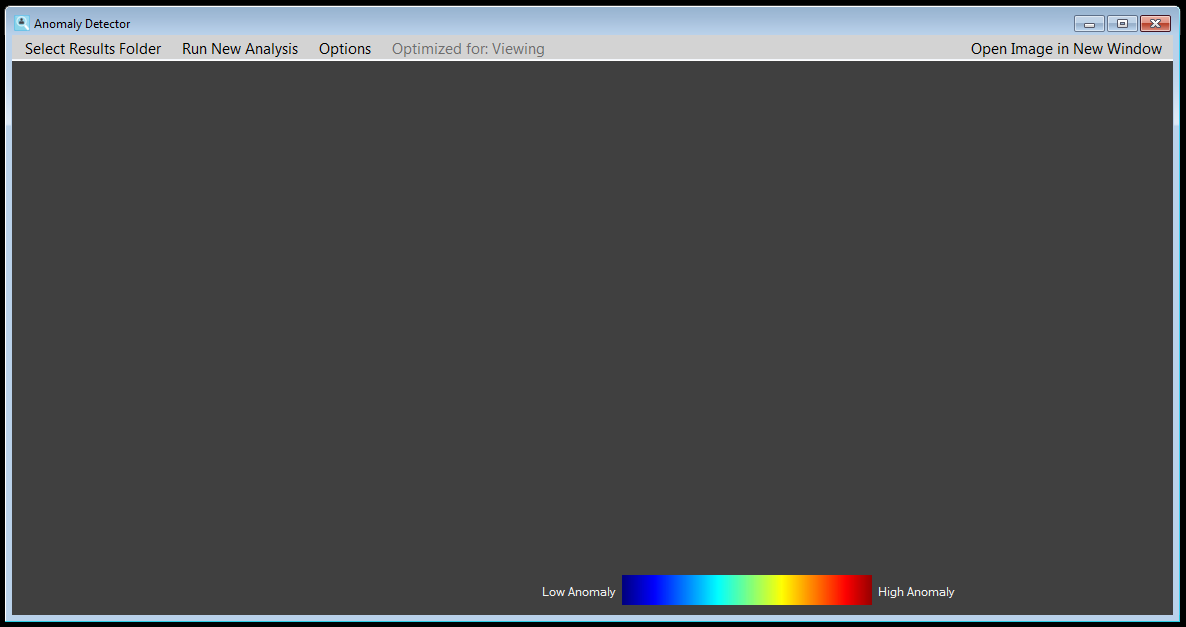 Anomaly Detector
Select Results Folder Run New Analysis Options Optimized for: Viewing Open Image in New Window
Low Anomaly High Anomaly